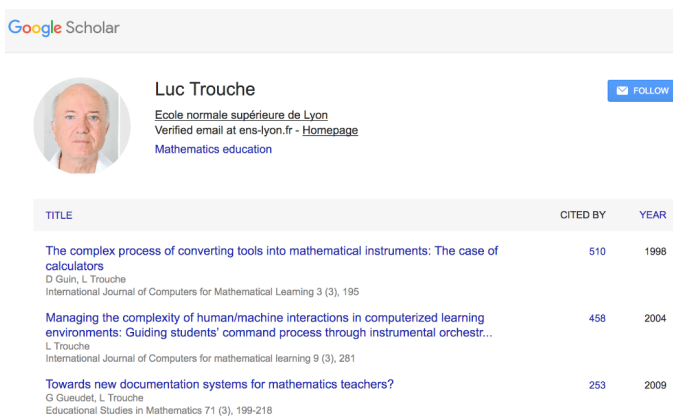 Google Scholar
Luc Trouche
FOLLOW
Ecole normale supérieure de Lyon
Verified email at ens-lyon.fr - Homepage
Mathematics education
TITLE CITED BY YEAR
The complex process of converting tools into mathematical instruments: The case of 510 1998
calculators
D Guin, L Trouche
International Journal of Computers for Mathematical Learning 3 (3), 195
Managing the complexity of human/machine interactions in computerized learning 458 2004
environments: Guiding students' command process through instrumental orchestr...
L Trouche
International Journal of Computers for mathematical learning 9 (3), 281
Towards new documentation systems for mathematics teachers? 253 2009
G Gueudet, L Trouche
Educational Studies in Mathematics 71 (3), 199-218